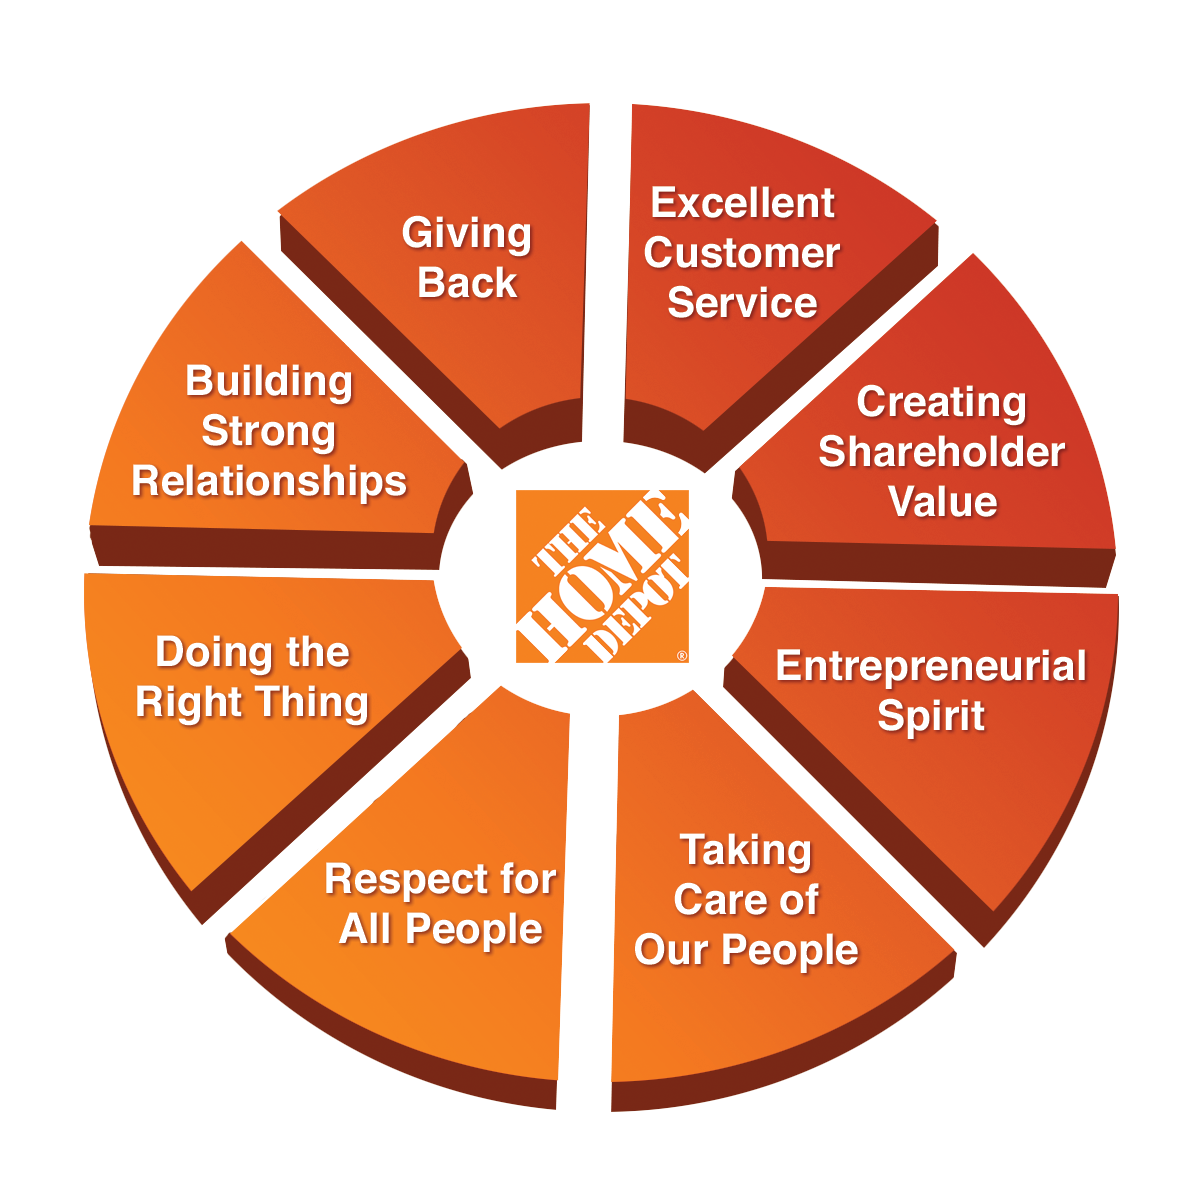 Giving
Back
Excellent
Customer
Service
Creating
Shareholder
Value
Entrepreneurial
Spirit
Taking
Care of
Our People
Respect for
All People
Doing the
Right Thing
Building
Strong
Relationships
THE
HOME
DEPOT
®